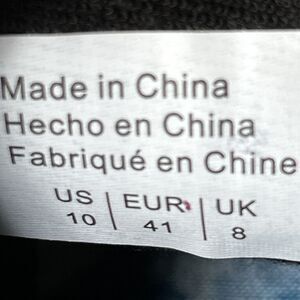 Made in China
Hecho en China
Fabriqué en Chine
US | EUR | UK
10 | 41 | 8